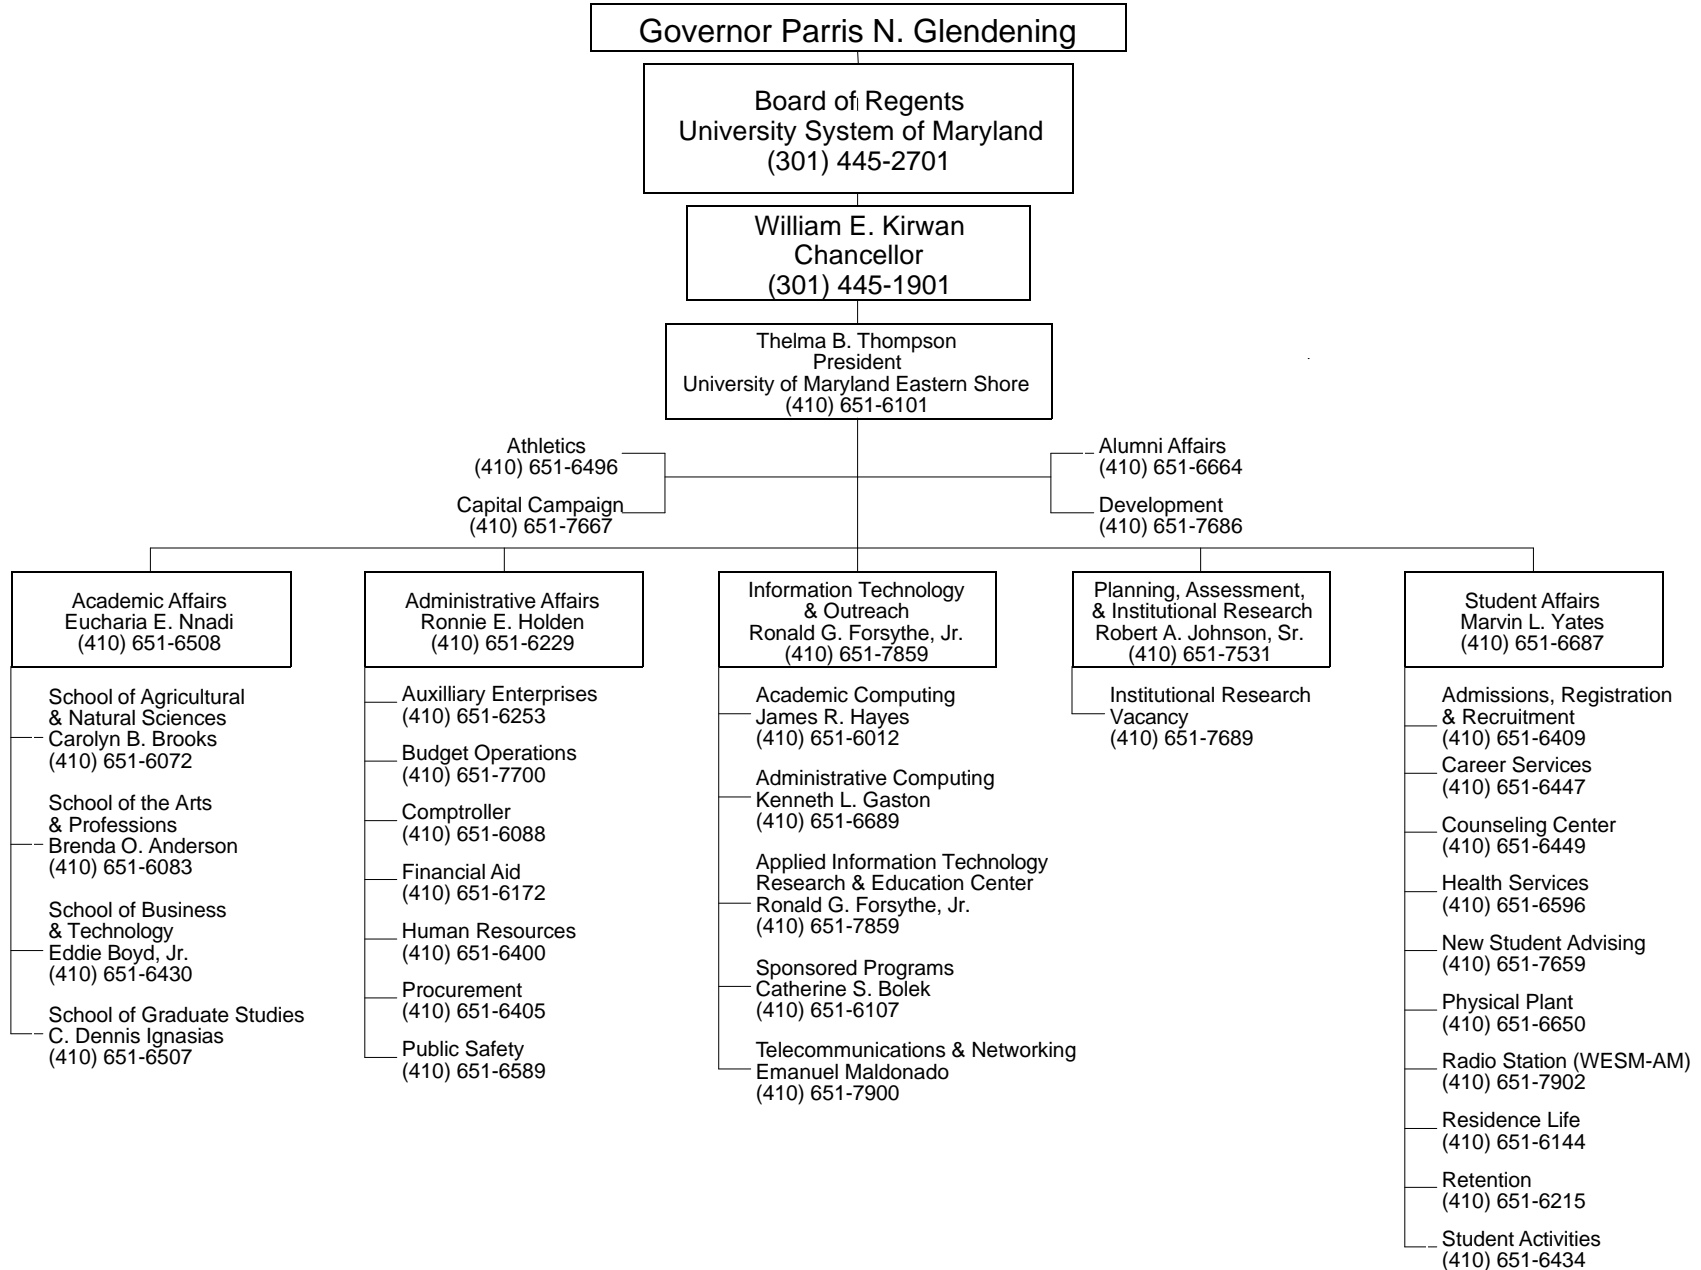 Governor Parris N. Glendening
Board of Regents
University System of Maryland
(301) 445-2701
William E. Kirwan
Chancellor
(301) 445-1901
Thelma B. Thompson
President
University of Maryland Eastern Shore
(410) 651-6101
Athletics
(410) 651-6496
Capital Campaign
(410) 651-7667
Alumni Affairs
(410) 651-6664
Development
(410) 651-7686
Academic Affairs
Eucharia E. Nnadi
(410) 651-6508
School of Agricultural
& Natural Sciences
Carolyn B. Brooks
(410) 651-6072
School of the Arts
& Professions
Brenda O. Anderson
(410) 651-6083
School of Business
& Technology
Eddie Boyd, Jr.
(410) 651-6430
School of Graduate Studies
C. Dennis Ignasias
(410) 651-6507
Administrative Affairs
Ronnie E. Holden
(410) 651-6229
Auxilliary Enterprises
(410) 651-6253
Budget Operations
(410) 651-7700
Comptroller
(410) 651-6088
Financial Aid
(410) 651-6172
Human Resources
(410) 651-6400
Procurement
(410) 651-6405
Public Safety
(410) 651-6589
Information Technology
& Outreach
Ronald G. Forsythe, Jr.
(410) 651-7859
Academic Computing
James R. Hayes
(410) 651-6012
Administrative Computing
Kenneth L. Gaston
(410) 651-6689
Applied Information Technology
Research & Education Center
Ronald G. Forsythe, Jr.
(410) 651-7859
Sponsored Programs
Catherine S. Bolek
(410) 651-6107
Telecommunications & Networking
Emanuel Maldonado
(410) 651-7900
Planning, Assessment,
& Institutional Research
Robert A. Johnson, Sr.
(410) 651-7531
Institutional Research
Vacancy
(410) 651-7689
Student Affairs
Marvin L. Yates
(410) 651-6687
Admissions, Registration
& Recruitment
(410) 651-6409
Career Services
(410) 651-6447
Counseling Center
(410) 651-6449
Health Services
(410) 651-6596
New Student Advising
(410) 651-7659
Physical Plant
(410) 651-6650
Radio Station (WESM-AM)
(410) 651-7902
Residence Life
(410) 651-6144
Retention
(410) 651-6215
Student Activities
(410) 651-6434